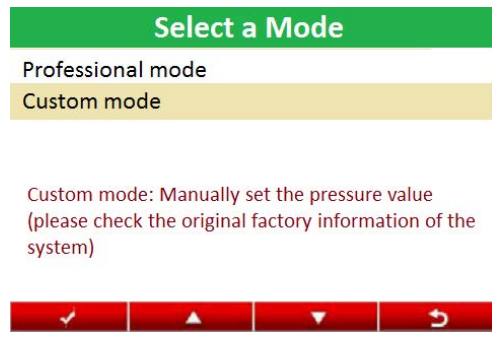 Select a Mode
Professional mode
Custom mode
Custom mode: Manually set the pressure value
(please check the original factory information of the
system)